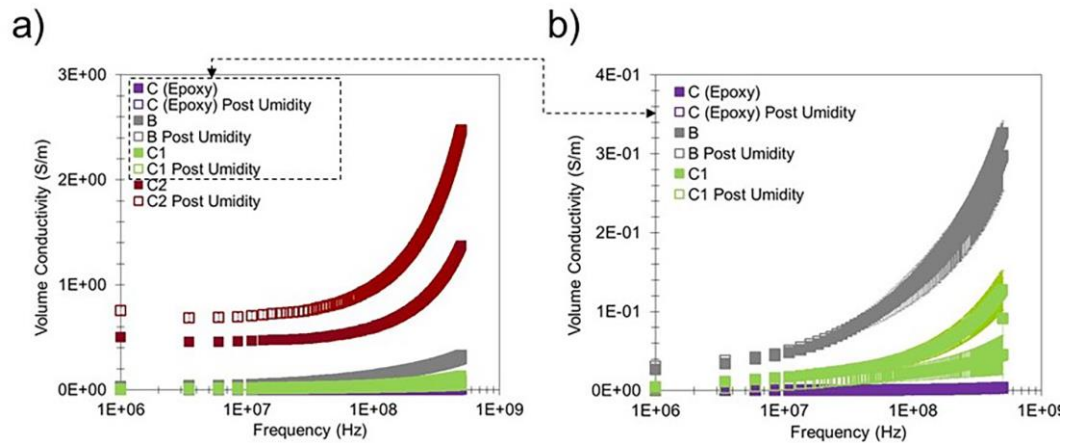 a)
3E+00
2E+00
1E+00
0E+00
1E+06
1E+07
1E+08
1E+09
Volume Conductivity (S/m)
Frequency (Hz)
C (Epoxy)
C (Epoxy) Post Umidity
B
B Post Umidity
C1
C1 Post Umidity
C2
C2 Post Umidity
b)
4E-01
3E-01
2E-01
1E-01
0E+00
1E+06
1E+07
1E+08
1E+09
Volume Conductivity (S/m)
Frequency (Hz)
C (Epoxy)
C (Epoxy) Post Umidity
B
B Post Umidity
C1
C1 Post Umidity